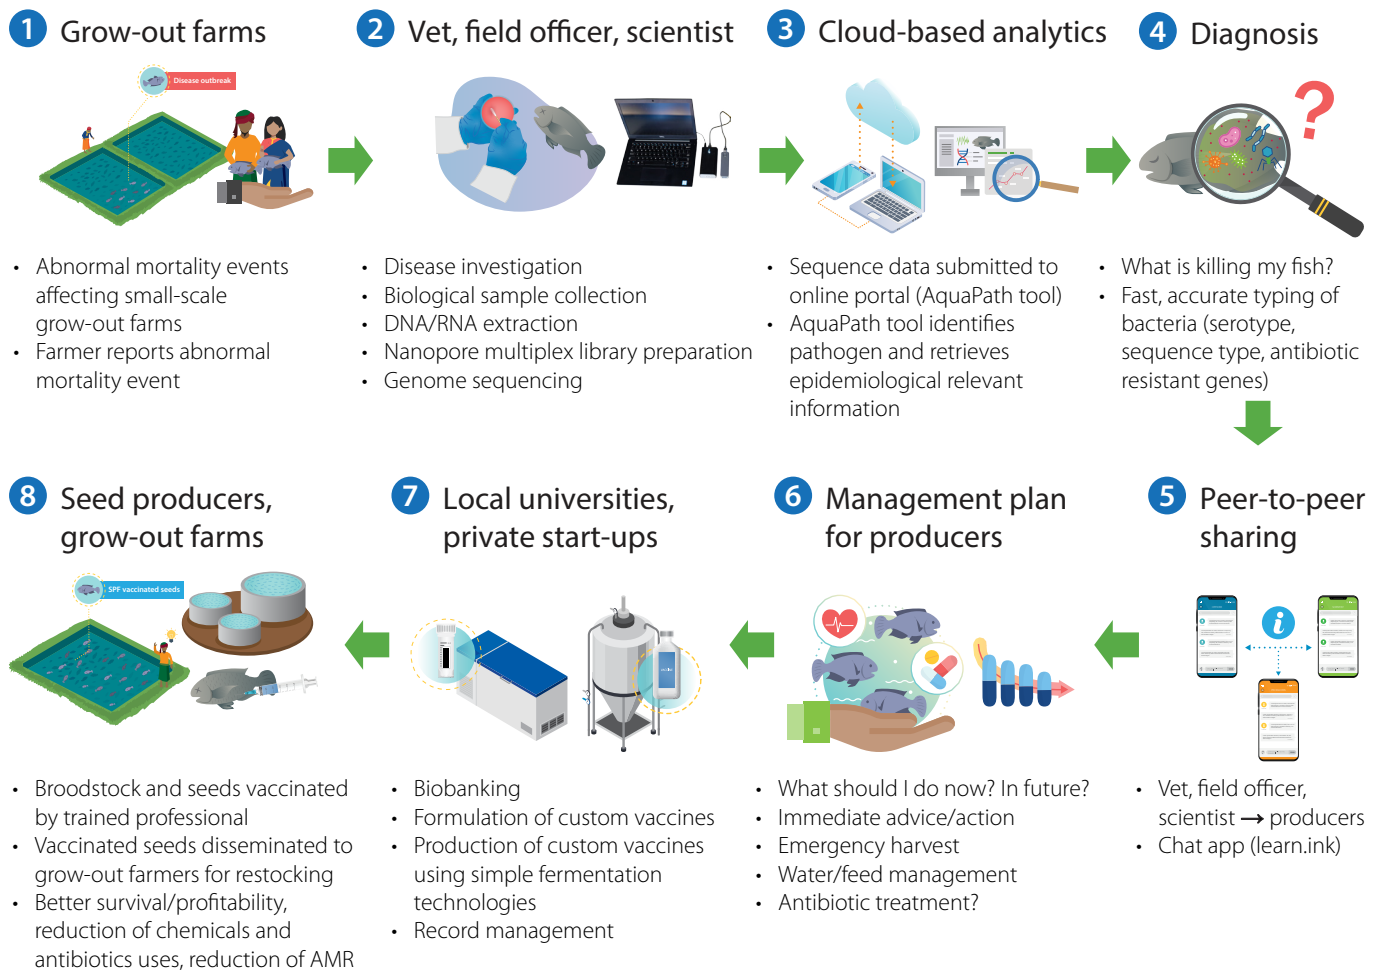 1 Grow-out farms
Disease outbreak
• Abnormal mortality events
affecting small-scale
grow-out farms
• Farmer reports abnormal
mortality event
2 Vet, field officer, scientist
• Disease investigation
• Biological sample collection
• DNA/RNA extraction
• Nanopore multiplex library preparation
• Genome sequencing
3 Cloud-based analytics
• Sequence data submitted to
online portal (AquaPath tool)
• AquaPath tool identifies
pathogen and retrieves
epidemiological relevant
information
4 Diagnosis
?
• What is killing my fish?
• Fast, accurate typing of
bacteria (serotype,
sequence type, antibiotic
resistant genes)
5 Peer-to-peer
sharing
i
• Vet, field officer,
scientist → producers
• Chat app (learn.ink)
6 Management plan
for producers
• What should I do now? In future?
• Immediate advice/action
• Emergency harvest
• Water/feed management
• Antibiotic treatment?
7 Local universities,
private start-ups
• Biobanking
• Formulation of custom vaccines
• Production of custom vaccines
using simple fermentation
technologies
• Record management
8 Seed producers,
grow-out farms
SPF vaccinated seeds
• Broodstock and seeds vaccinated
by trained professional
• Vaccinated seeds disseminated to
grow-out farmers for restocking
• Better survival/profitability,
reduction of chemicals and
antibiotics uses, reduction of AMR